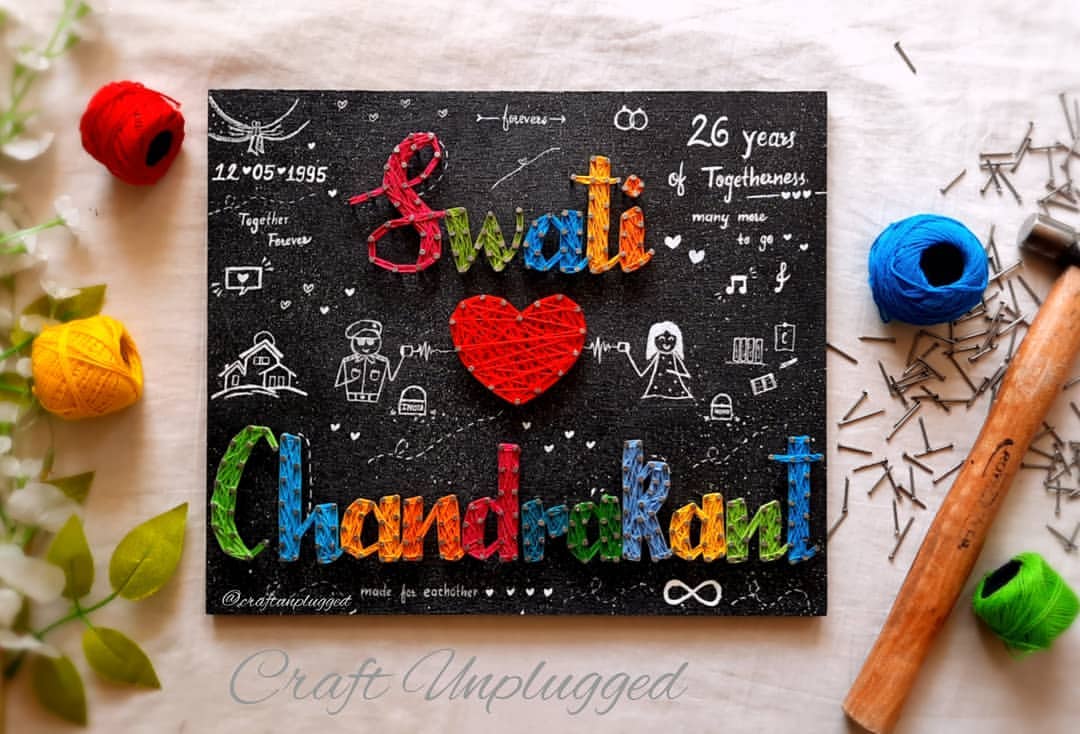 forevers
26 years
of Togetherness
many more
to go
12♥05♥1995
Together
Forever
Swati
Chandrakant
made for eachother
@craftunplugged
Craft Unplugged